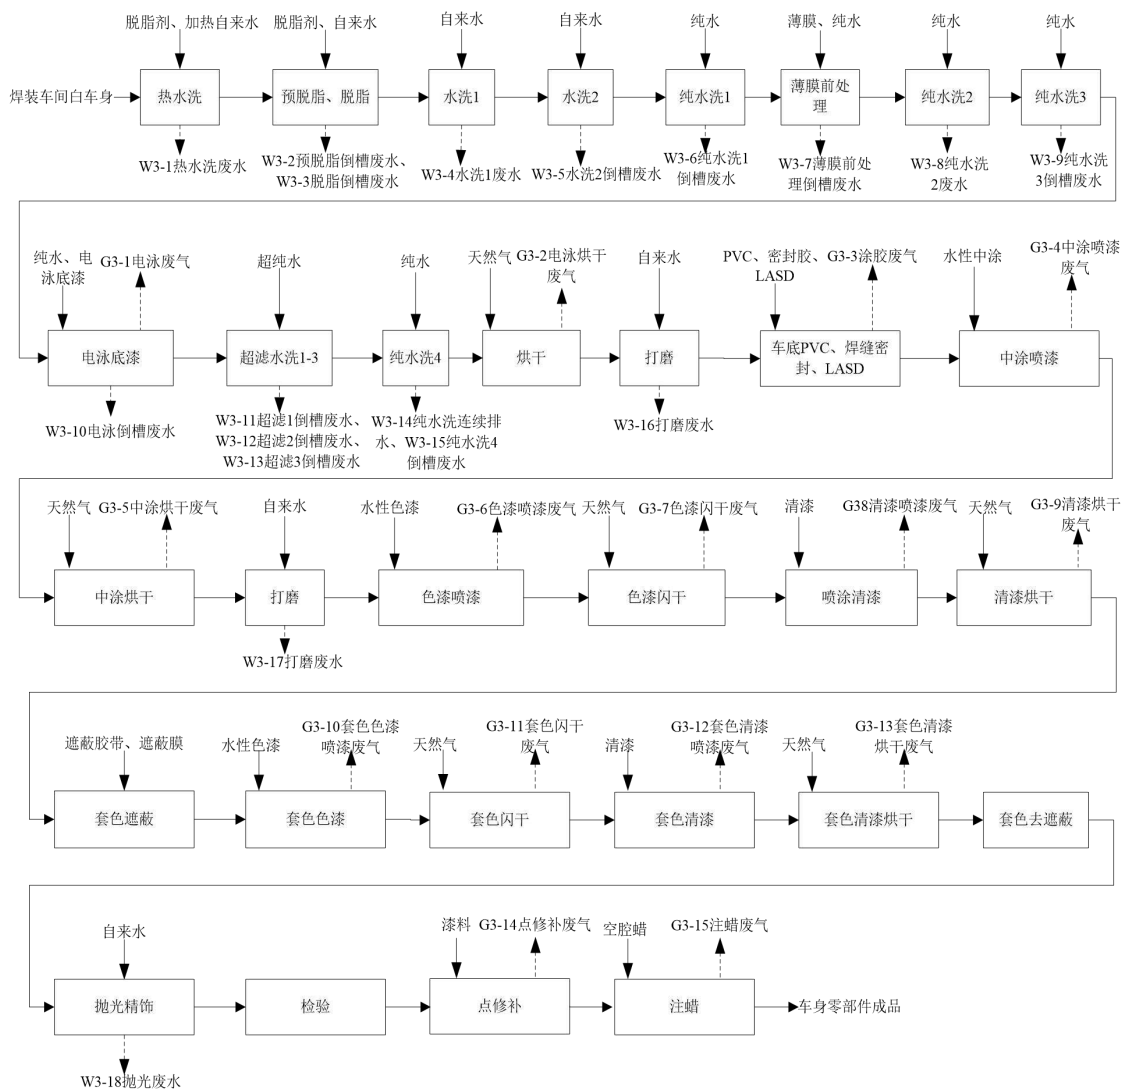 脱脂剂、加热自来水
脱脂剂、自来水
自来水
自来水
纯水
薄膜、纯水
纯水
纯水
焊装车间白车身
热水洗
预脱脂、脱脂
水洗1
水洗2
纯水洗1
薄膜前处
理
纯水洗2
纯水洗3
W3-1热水洗废水
W3-2预脱脂倒槽废水、
W3-3脱脂倒槽废水
W3-4水洗1废水
W3-5水洗2倒槽废水
W3-6纯水洗1
倒槽废水
W3-7薄膜前处
理倒槽废水
W3-8纯水洗
2废水
W3-9纯水洗
3倒槽废水
纯水、电
泳底漆
G3-1电泳废气
超纯水
纯水
天然气
G3-2电泳烘干
废气
自来水
PVC、密封胶、
LASD
G3-3涂胶废气
水性中涂
G3-4中涂喷漆
废气
电泳底漆
超滤水洗1-3
纯水洗4
烘干
打磨
车底PVC、焊缝密
封、LASD
中涂喷漆
W3-10电泳倒槽废水
W3-11超滤1倒槽废水、
W3-12超滤2倒槽废水、
W3-13超滤3倒槽废水
W3-14纯水洗连续排
水、W3-15纯水洗4
倒槽废水
W3-16打磨废水
天然气
G3-5中涂烘干废气
自来水
水性色漆
G3-6色漆喷漆废气
天然气
G3-7色漆闪干废气
清漆
G38清漆喷漆废气
天然气
G3-9清漆烘干
废气
中涂烘干
打磨
色漆喷漆
色漆闪干
喷涂清漆
清漆烘干
W3-17打磨废水
遮蔽胶带、遮蔽膜
水性色漆
G3-10套色色漆
喷漆废气
天然气
G3-11套色闪干
废气
清漆
G3-12套色清漆
喷漆废气
天然气
G3-13套色清漆
烘干废气
套色遮蔽
套色色漆
套色闪干
套色清漆
套色清漆烘干
套色去遮蔽
自来水
漆料
G3-14点修补废气
空腔蜡
G3-15注蜡废气
抛光精饰
检验
点修补
注蜡
车身零部件成品
W3-18抛光废水